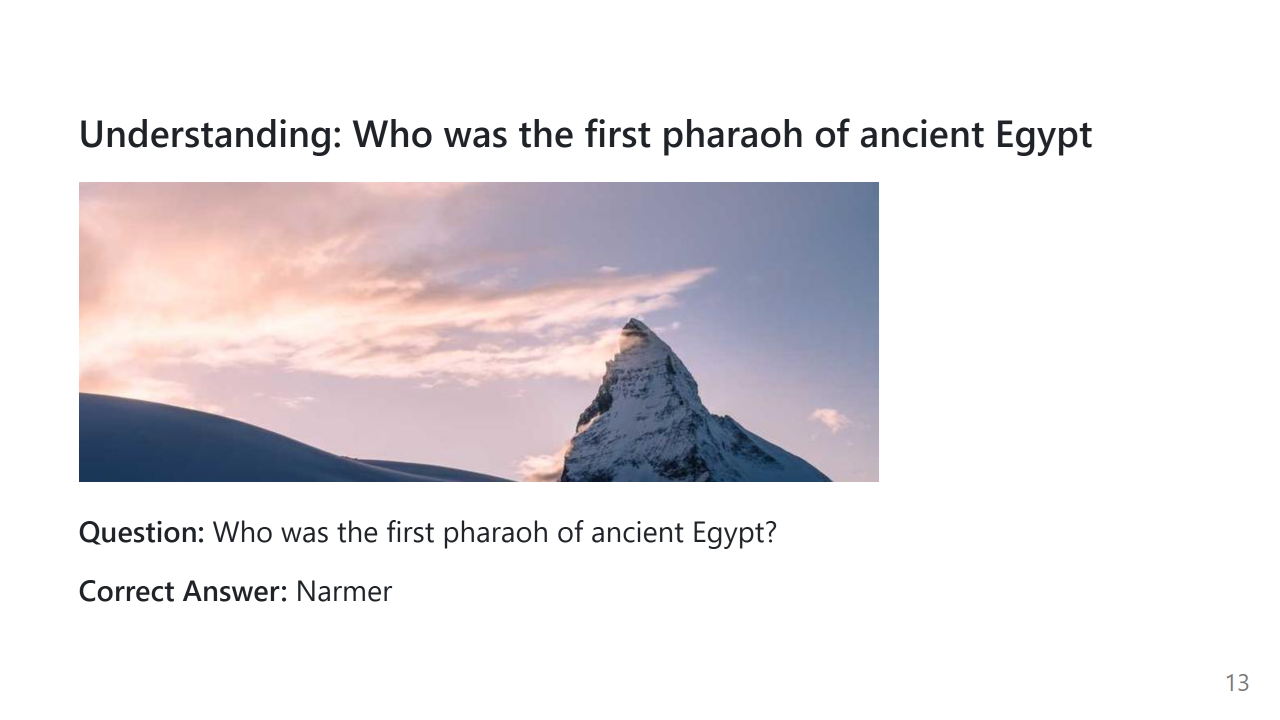 Understanding: Who was the first pharaoh of ancient Egypt
Question: Who was the first pharaoh of ancient Egypt?
Correct Answer: Narmer
13